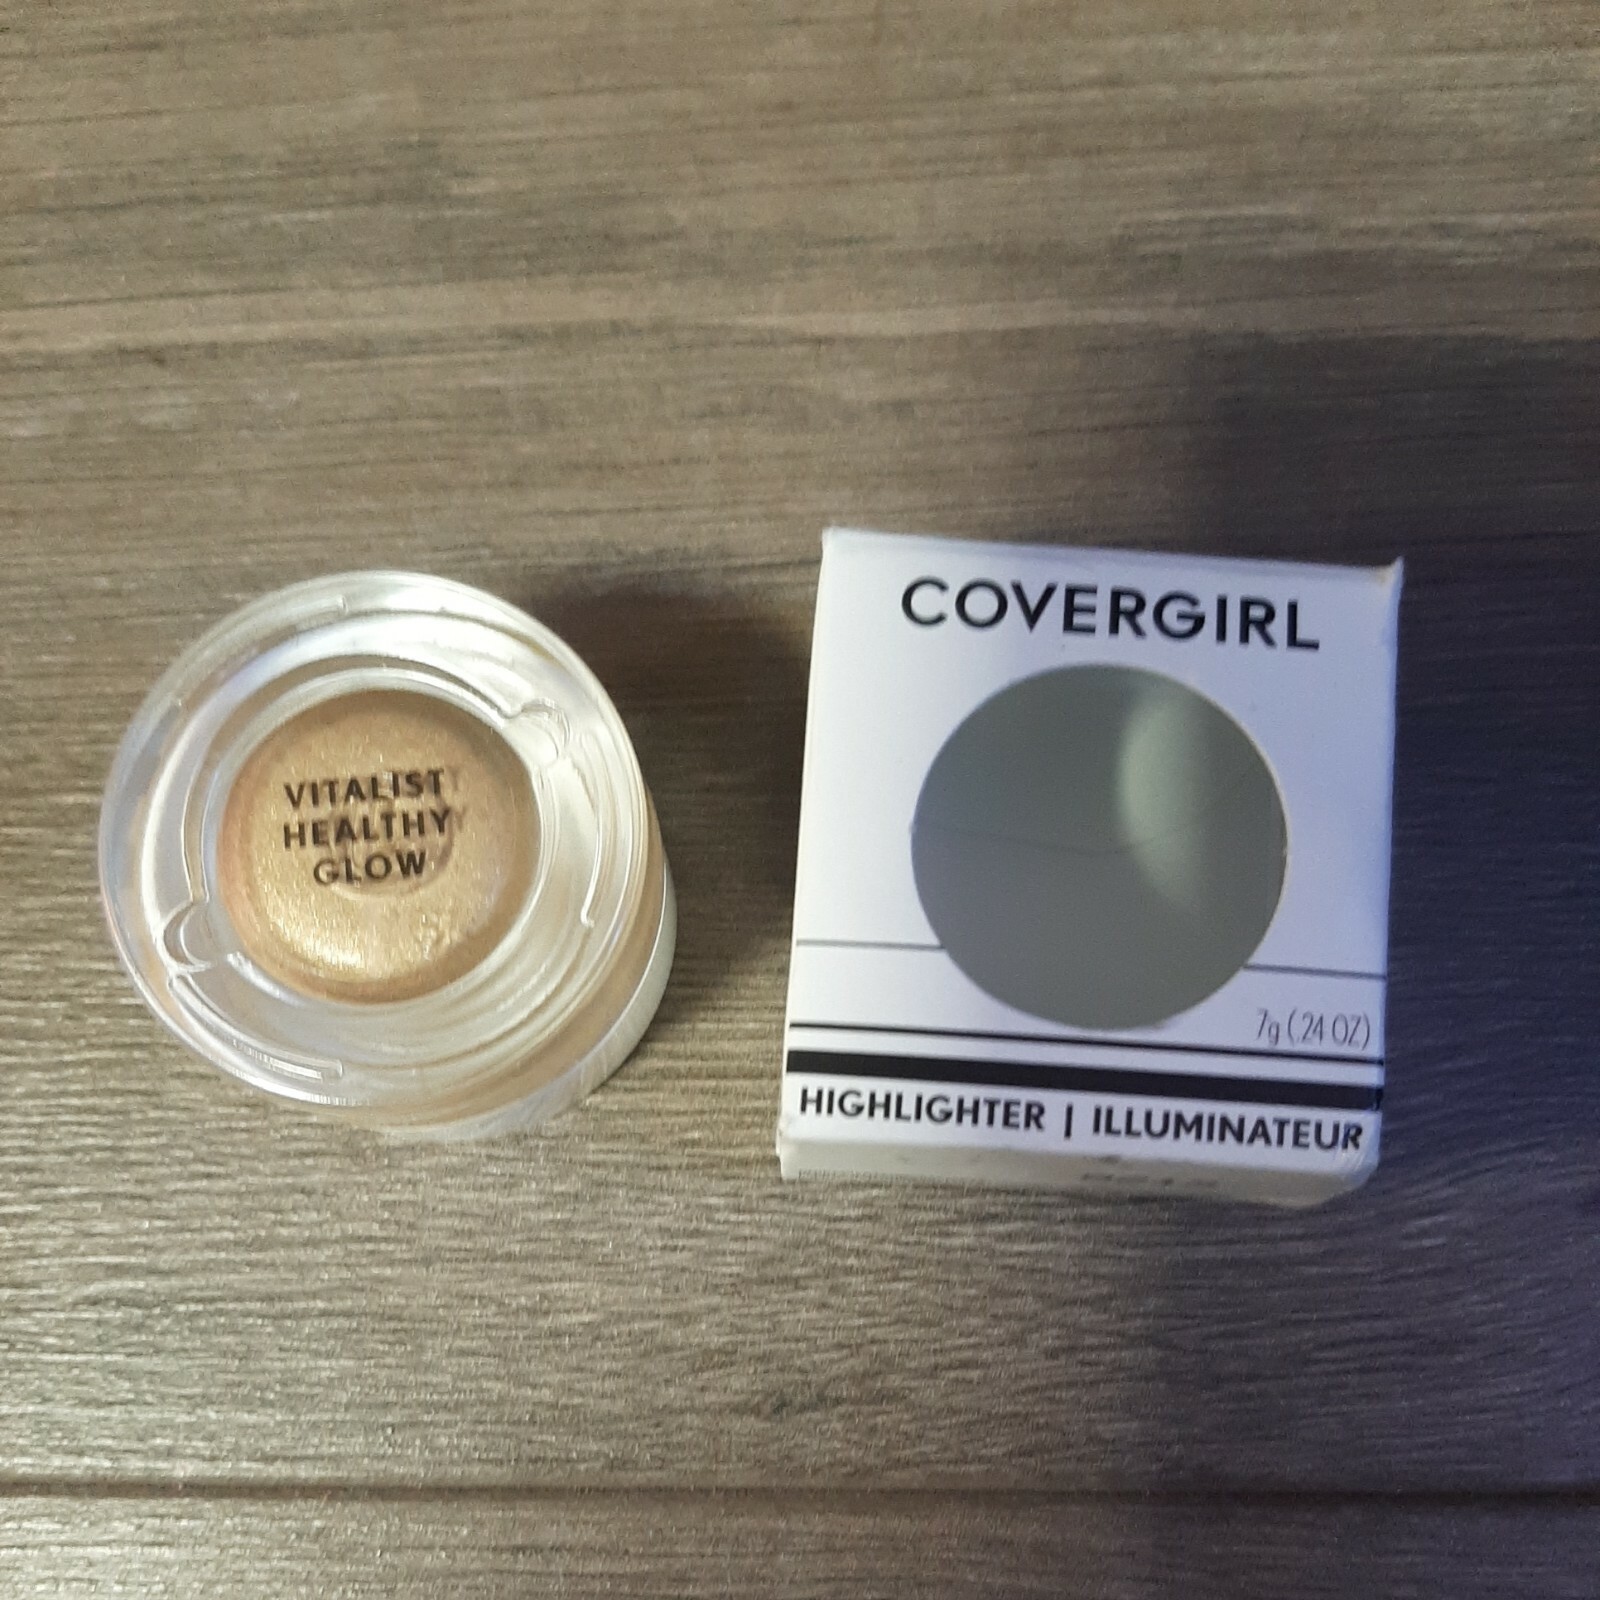 VITALIST
HEALTHY
GLOW
COVERGIRL
7g (.24 OZ)
HIGHLIGHTER | ILLUMINATEUR